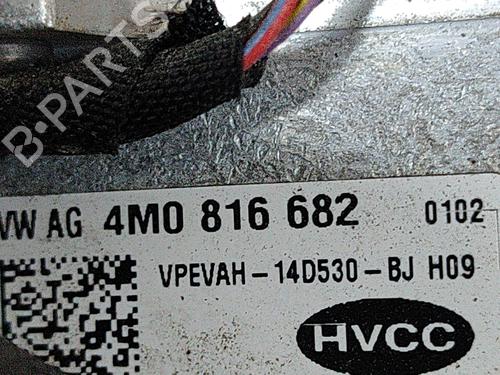 B-PARTS
VW AG 4M0 816 682 0102
VPEVAH-14D530-BJ H09
HVCC